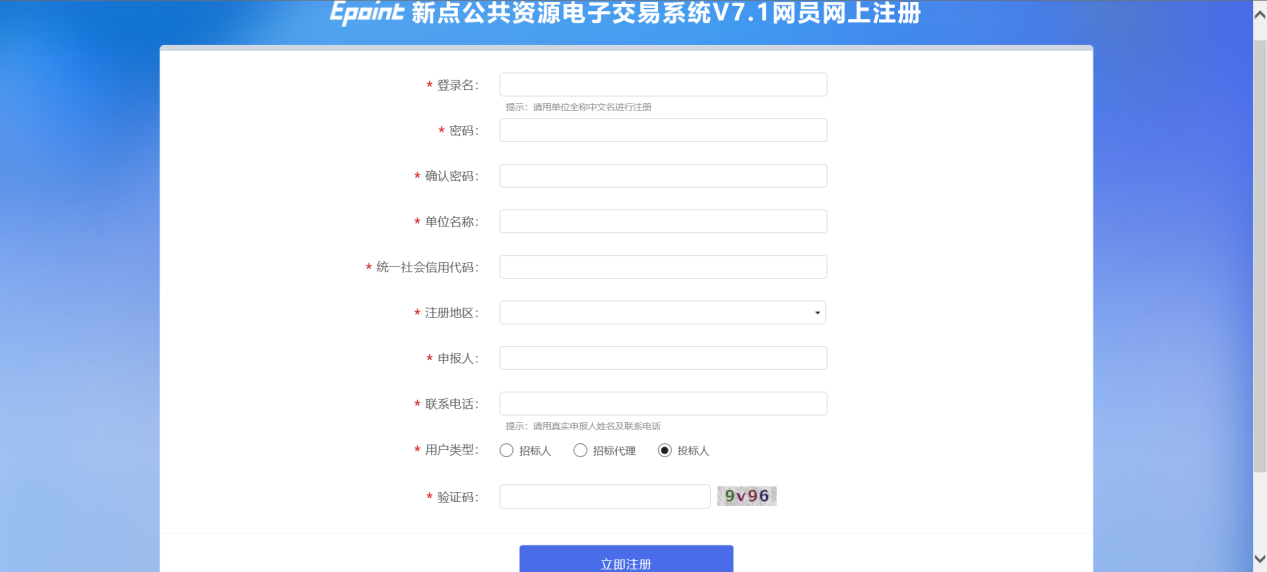 Epoint 新点公共资源电子交易系统V7.1网员网上注册
* 登录名：
提示：请用单位全称中文名进行注册
* 密码：
* 确认密码：
* 单位名称：
* 统一社会信用代码：
* 注册地区：
* 申报人：
* 联系电话：
提示：请用真实申报人姓名及联系电话
* 用户类型： 招标人 招标代理 投标人
* 验证码： 9v96
立即注册